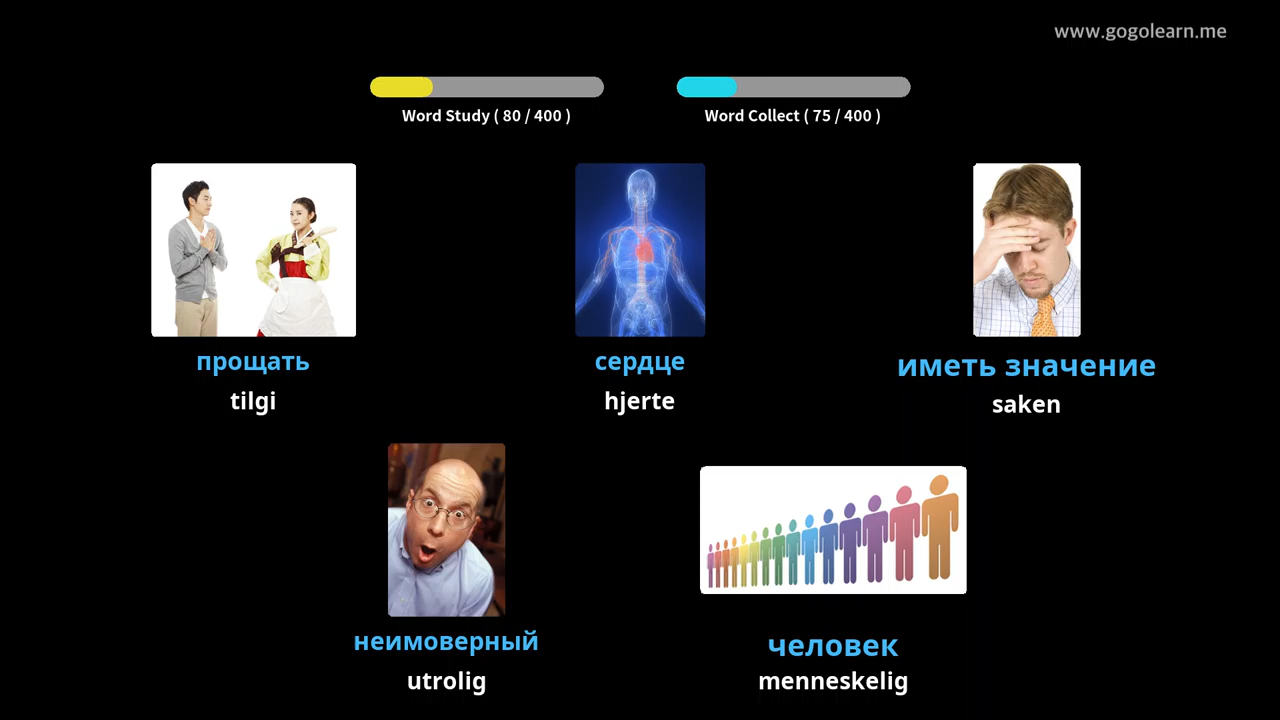 www.gogolearn.me
Word Study ( 80 / 400 )
Word Collect ( 75 / 400 )
прощать
tilgi
сердце
hjerte
иметь значение
saken
неимоверный
utrolig
человек
menneskelig